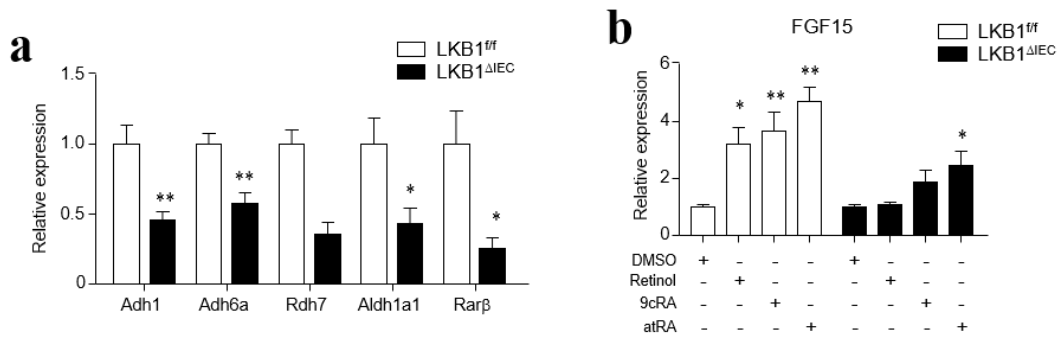 a
LKB1f/f
LKB1ΔIEC
Relative expression
1.5
1.0
0.5
0
** ** * *
Adh1 Adh6a Rdh7 Aldh1a1 Rarβ
b
FGF15
LKB1f/f
LKB1ΔIEC
Relative expression
6
4
2
0
* ** ** *
DMSO + - - - + - - -
Retinol - + - - - + - -
9cRA - - + - - - + -
atRA - - - + - - - +